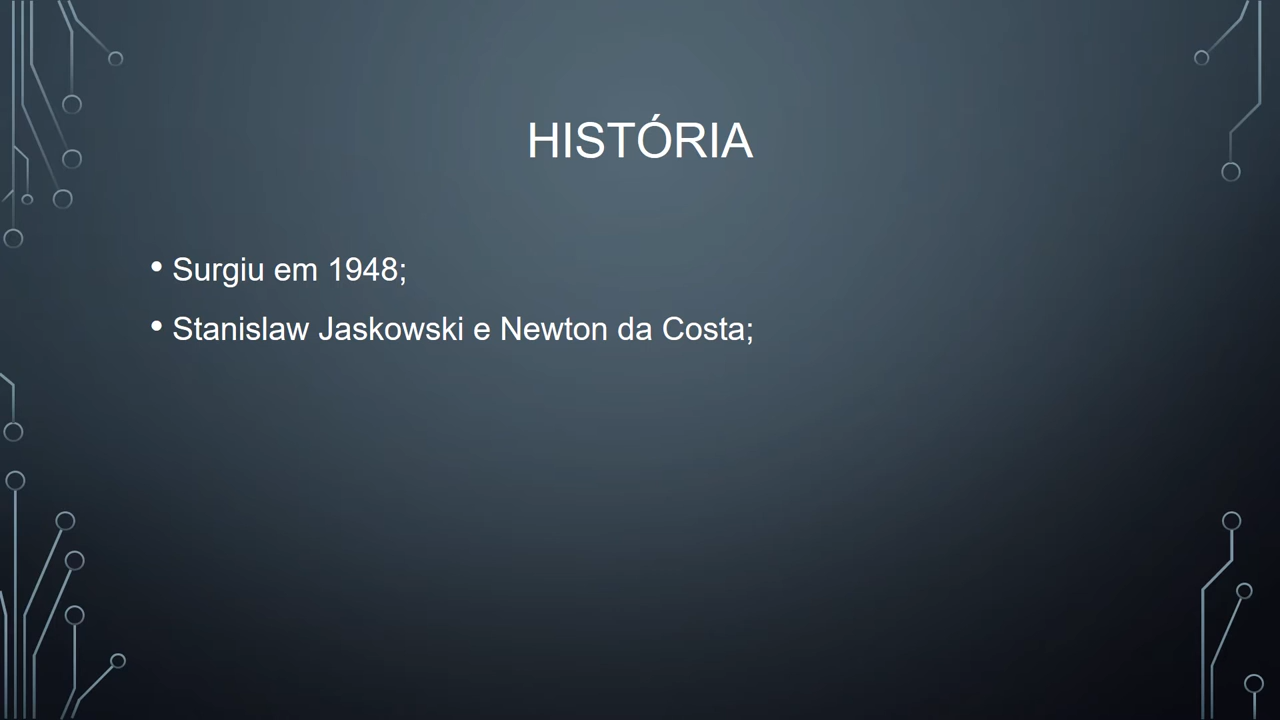 HISTÓRIA
• Surgiu em 1948;
• Stanislaw Jaskowski e Newton da Costa;